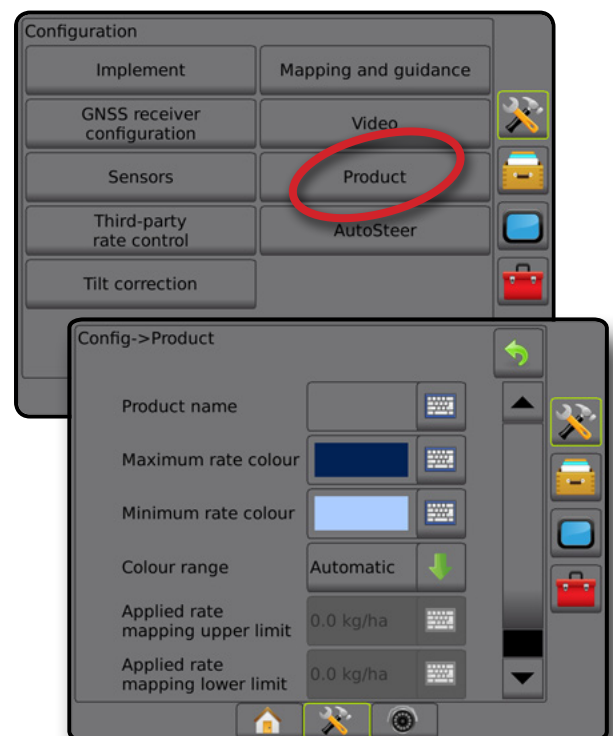 Configuration
Implement
Mapping and guidance
GNSS receiver
configuration
Video
Sensors
Product
Third-party
rate control
AutoSteer
Tilt correction
Config->Product
Product name
Maximum rate colour
Minimum rate colour
Colour range
Automatic
Applied rate
mapping upper limit
0.0 kg/ha
Applied rate
mapping lower limit
0.0 kg/ha